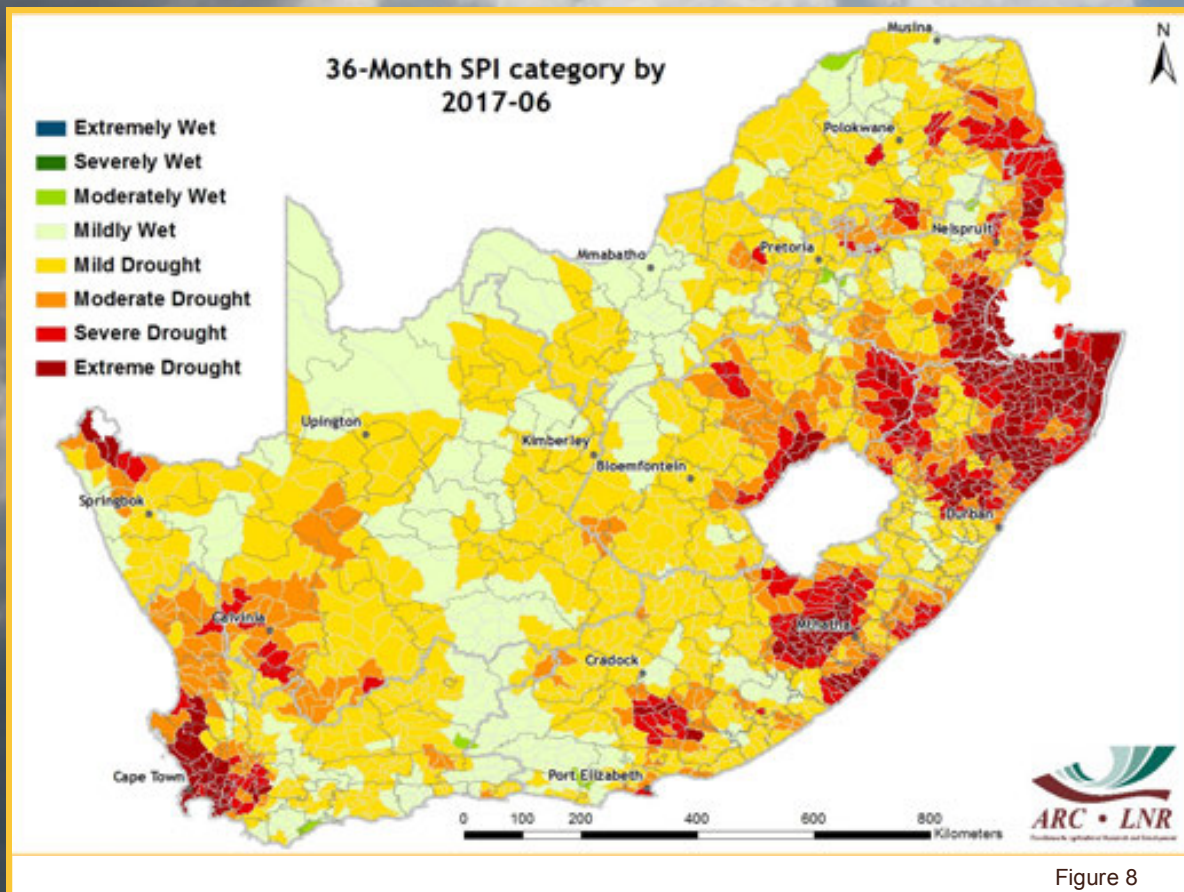 36-Month SPI category by
2017-06
N
Extremely Wet
Severely Wet
Moderately Wet
Mildly Wet
Mild Drought
Moderate Drought
Severe Drought
Extreme Drought
Musina
Polokwane
Nelspruit
Pretoria
Mmabatho
Upington
Kimberley
Bloemfontein
Springbok
Durban
Calvinia
Mthatha
Cradock
Cape Town
Port Elizabeth
0 100 200 400 600 800
Kilometers
ARC • LNR
Figure 8